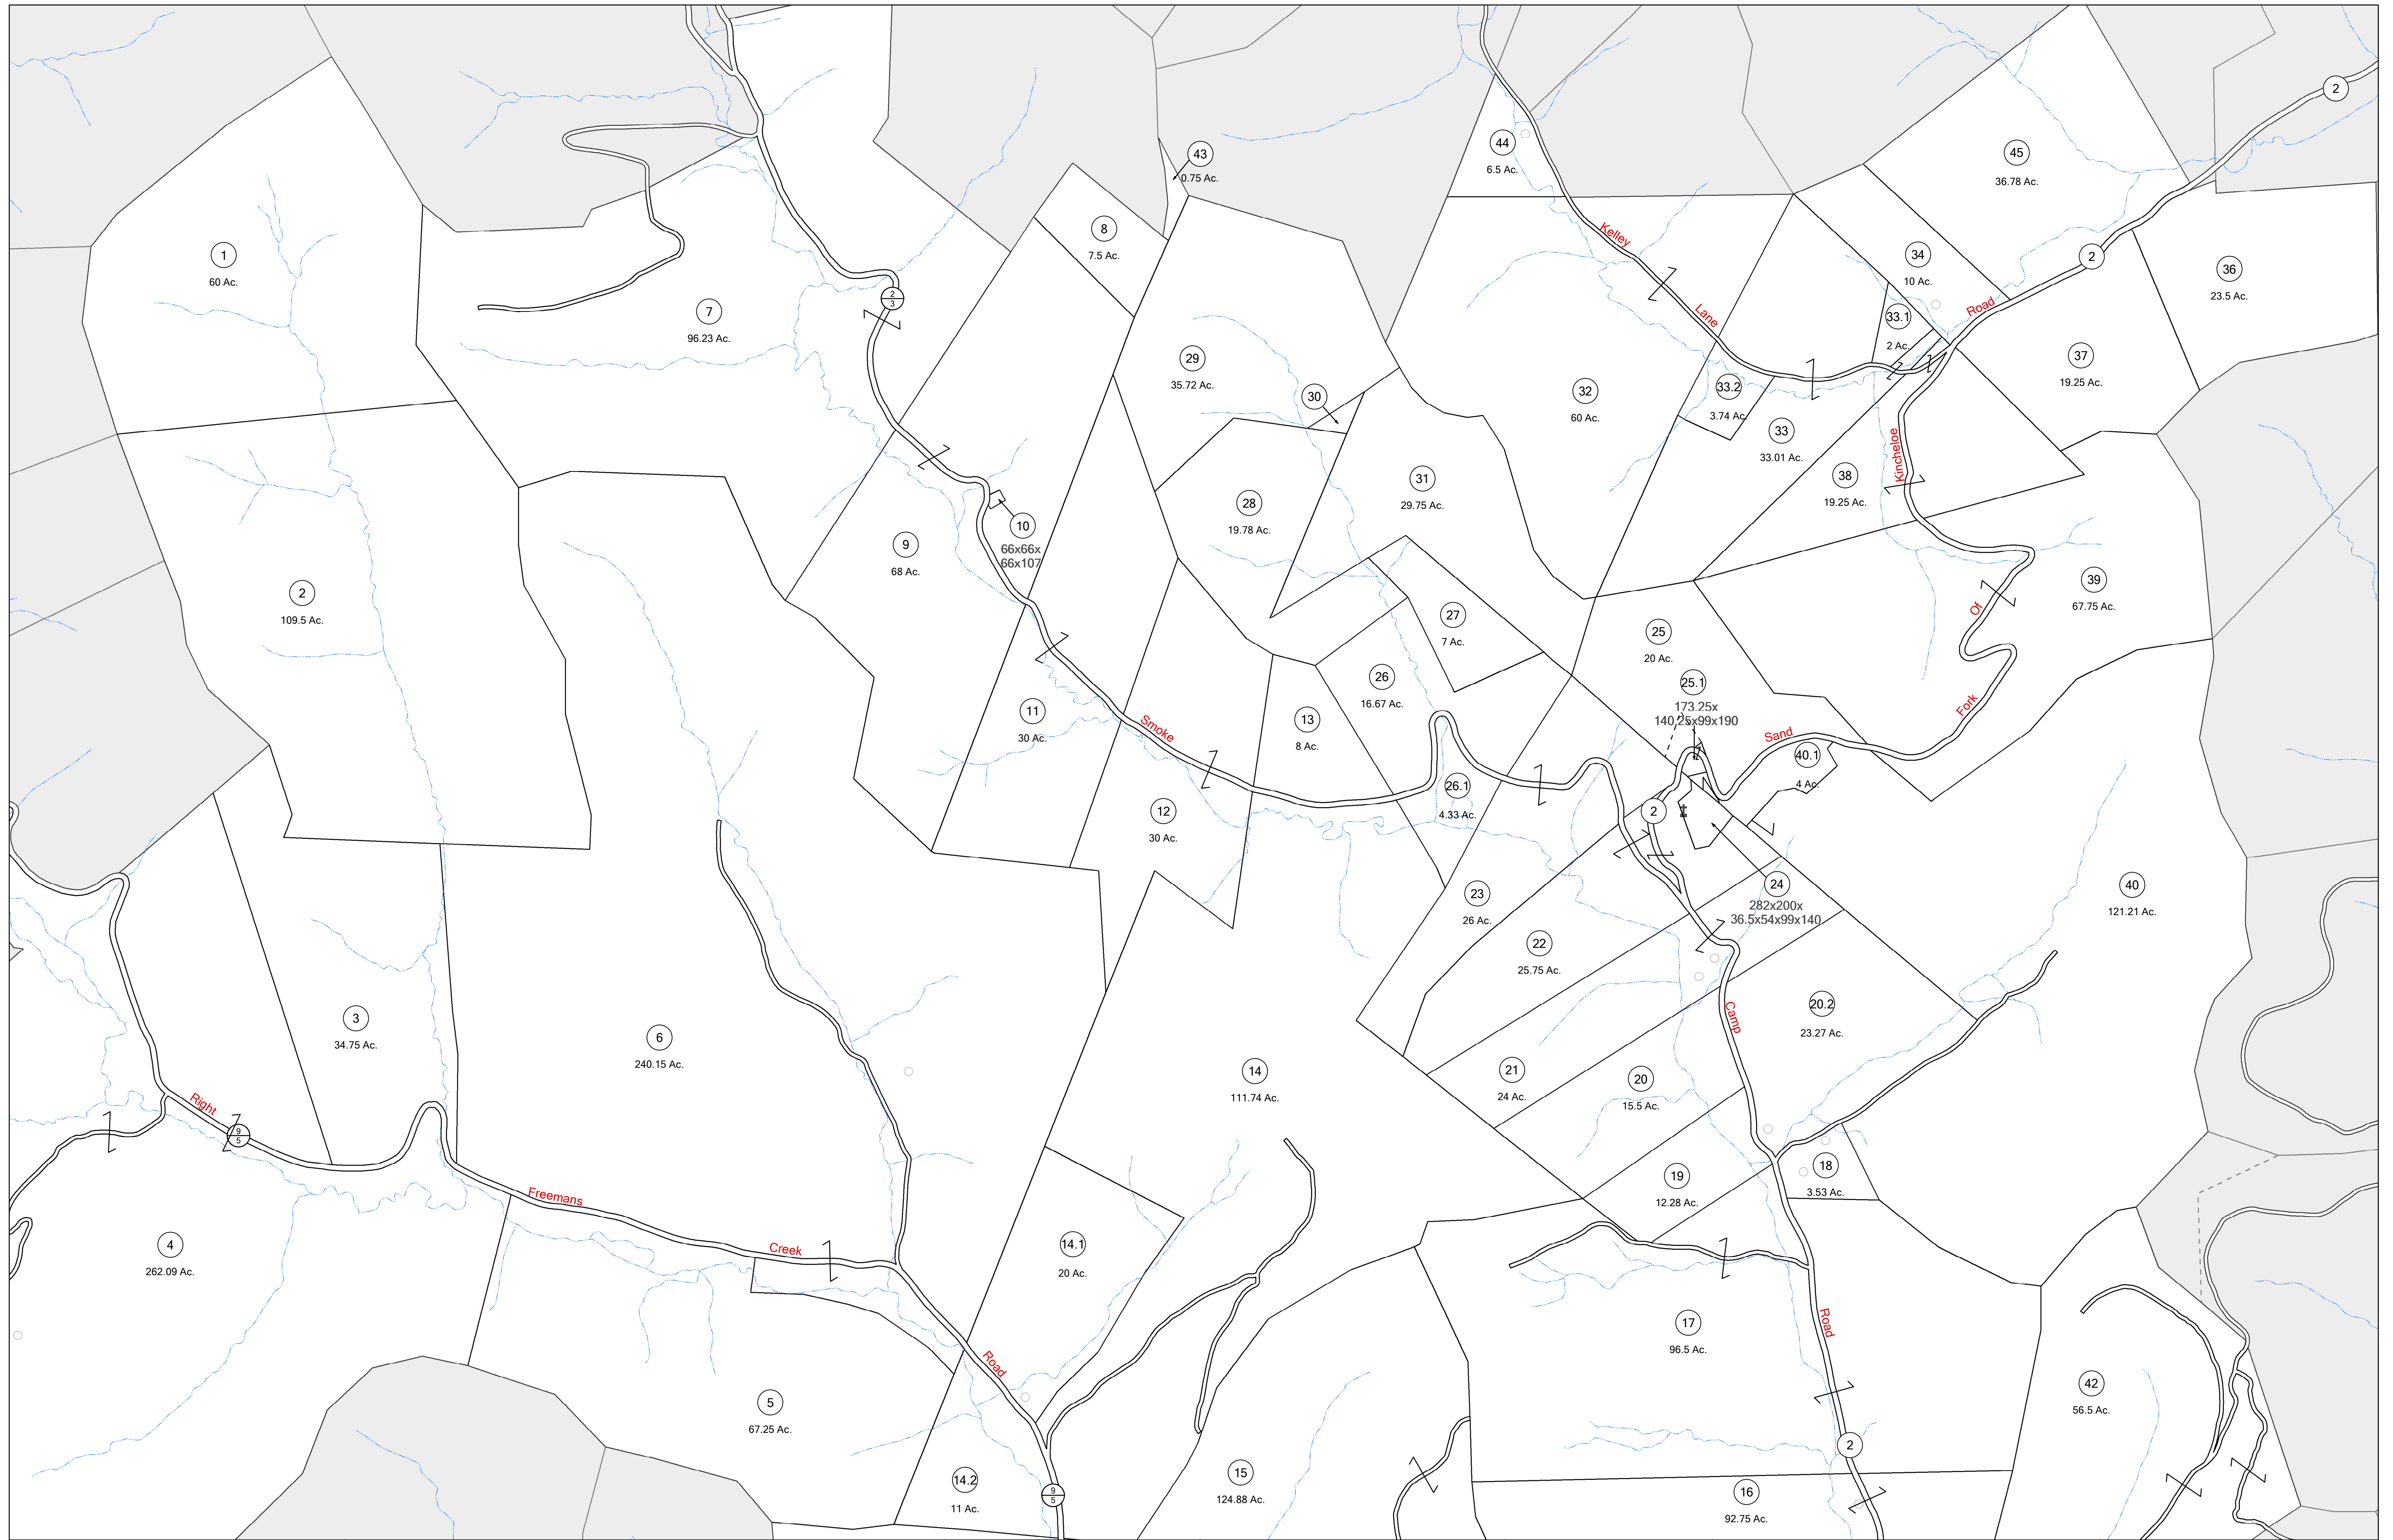 2
43
0.75 Ac.
44
6.5 Ac.
45
36.78 Ac.
8
7.5 Ac.
Kelley
1
60 Ac.
34
10 Ac.
2
36
23.5 Ac.
2
3
7
96.23 Ac.
Lane
33.1
2 Ac.
Road
29
35.72 Ac.
37
19.25 Ac.
30
32
60 Ac.
33.2
3.74 Ac.
33
33.01 Ac.
Kincheloe
31
29.75 Ac.
38
19.25 Ac.
28
19.78 Ac.
10
66x66x
66x107
9
68 Ac.
2
109.5 Ac.
39
67.75 Ac.
Of
27
7 Ac.
25
20 Ac.
26
16.67 Ac.
25.1
173.25x
140.25x99x190
Fork
11
30 Ac.
Smoke
13
8 Ac.
Sand
40.1
4 Ac.
26.1
4.33 Ac.
12
30 Ac.
2
24
282x200x
36.5x54x99x140
40
121.21 Ac.
23
26 Ac.
22
25.75 Ac.
Camp
20.2
23.27 Ac.
3
34.75 Ac.
6
240.15 Ac.
14
111.74 Ac.
21
24 Ac.
20
15.5 Ac.
Right
9
5
19
12.28 Ac.
18
3.53 Ac.
Freemans
4
262.09 Ac.
Creek
14.1
20 Ac.
17
96.5 Ac.
Road
Road
42
56.5 Ac.
5
67.25 Ac.
2
14.2
11 Ac.
9
5
15
124.88 Ac.
16
92.75 Ac.